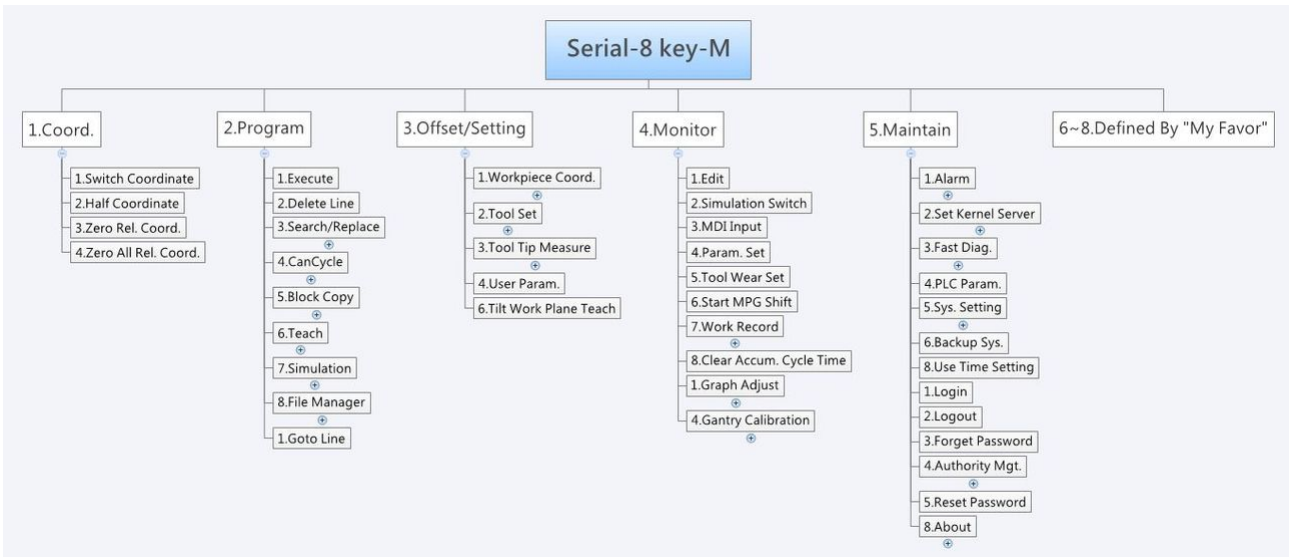 Serial-8 key-M
1.Coord.
1.Switch Coordinate
2.Half Coordinate
3.Zero Rel. Coord.
4.Zero All Rel. Coord.
2.Program
1.Execute
2.Delete Line
3.Search/Replace
4.CanCycle
5.Block Copy
6.Teach
7.Simulation
8.File Manager
1.Goto Line
3.Offset/Setting
1.Workpiece Coord.
2.Tool Set
3.Tool Tip Measure
4.User Param.
6.Tilt Work Plane Teach
4.Monitor
1.Edit
2.Simulation Switch
3.MDI Input
4.Param. Set
5.Tool Wear Set
6.Start MPG Shift
7.Work Record
8.Clear Accum. Cycle Time
1.Graph Adjust
4.Gantry Calibration
5.Maintain
1.Alarm
2.Set Kernel Server
3.Fast Diag.
4.PLC Param.
5.Sys. Setting
6.Backup Sys.
8.Use Time Setting
1.Login
2.Logout
3.Forget Password
4.Authority Mgt.
5.Reset Password
8.About
6~8.Defined By "My Favor"